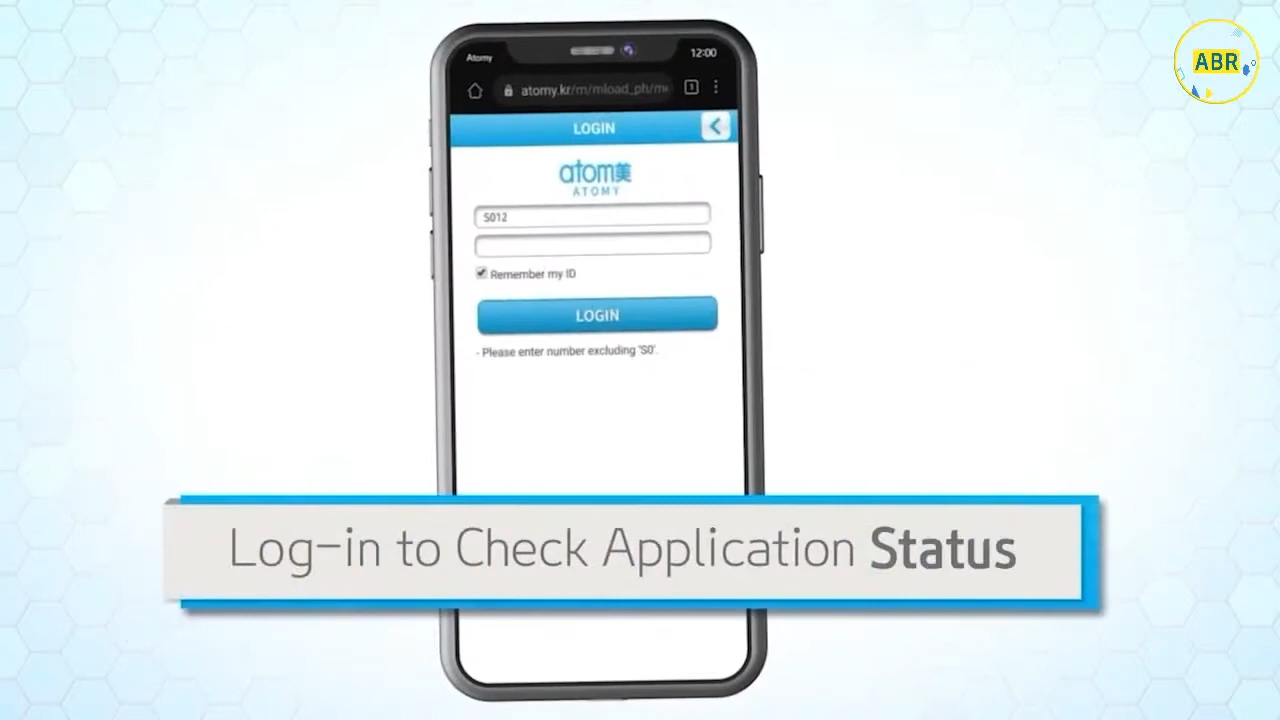 ABR
Atomy 12:00
atomy.kr/m/mload_ph/m
1
LOGIN
atom美
ATOMY
S012
Remember my ID
LOGIN
- Please enter number excluding 'S0'.
Log-in to Check Application Status